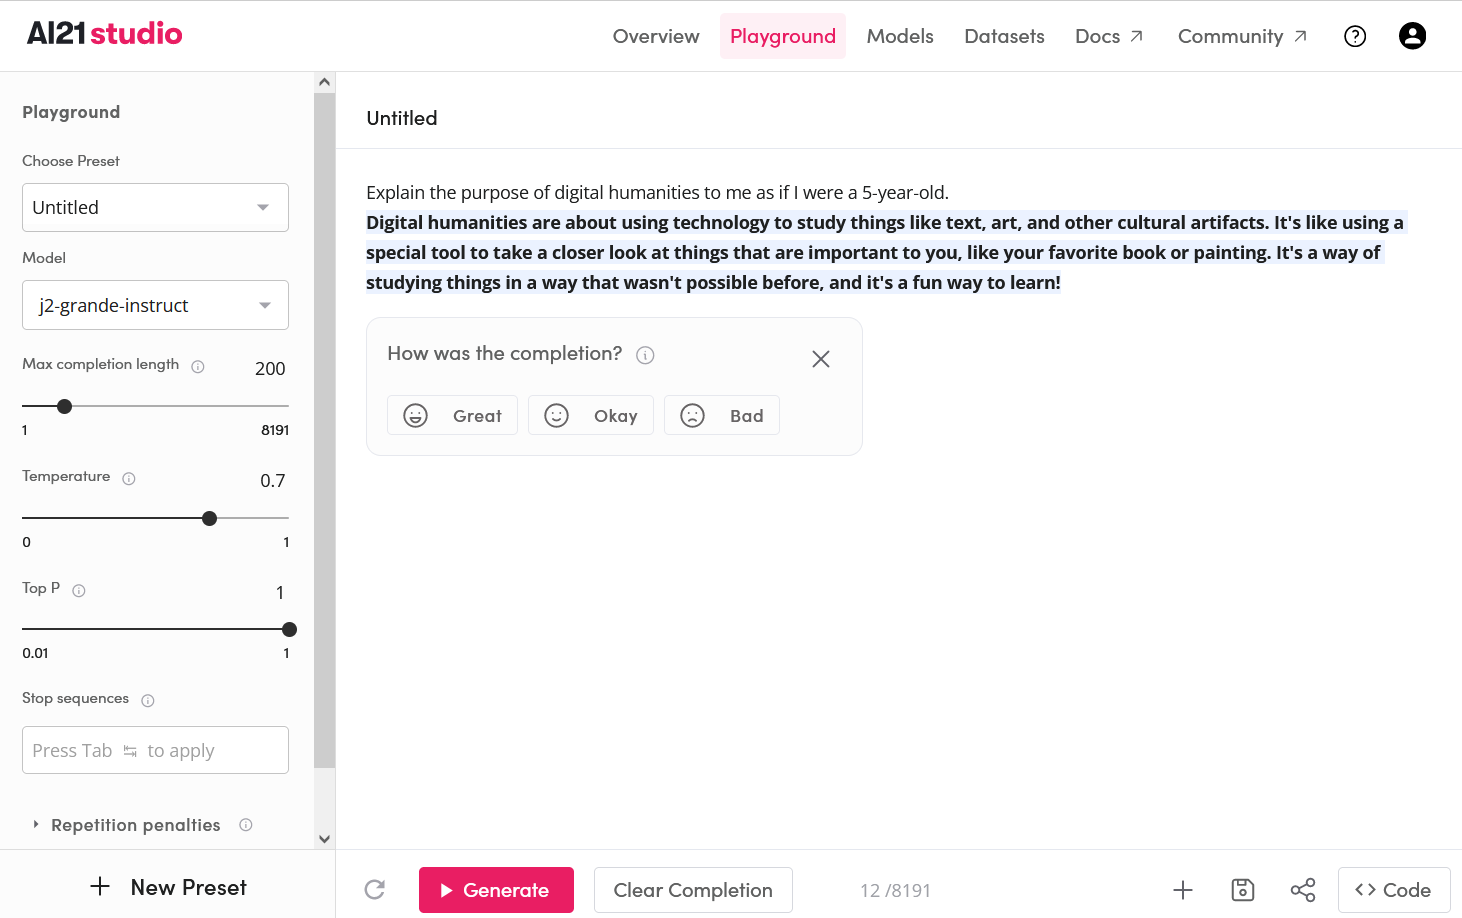 AI21 studio
Overview
Playground
Models
Datasets
Docs
Community
Playground
Choose Preset
Untitled
Model
j2-grande-instruct
Max completion length
200
1
8191
Temperature
0.7
0
1
Top P
1
0.01
1
Stop sequences
Press Tab to apply
Repetition penalties
New Preset
Untitled
Explain the purpose of digital humanities to me as if I were a 5-year-old.
Digital humanities are about using technology to study things like text, art, and other cultural artifacts. It's like using a
special tool to take a closer look at things that are important to you, like your favorite book or painting. It's a way of
studying things in a way that wasn't possible before, and it's a fun way to learn!
How was the completion?
Great
Okay
Bad
Generate
Clear Completion
12 /8191
Code